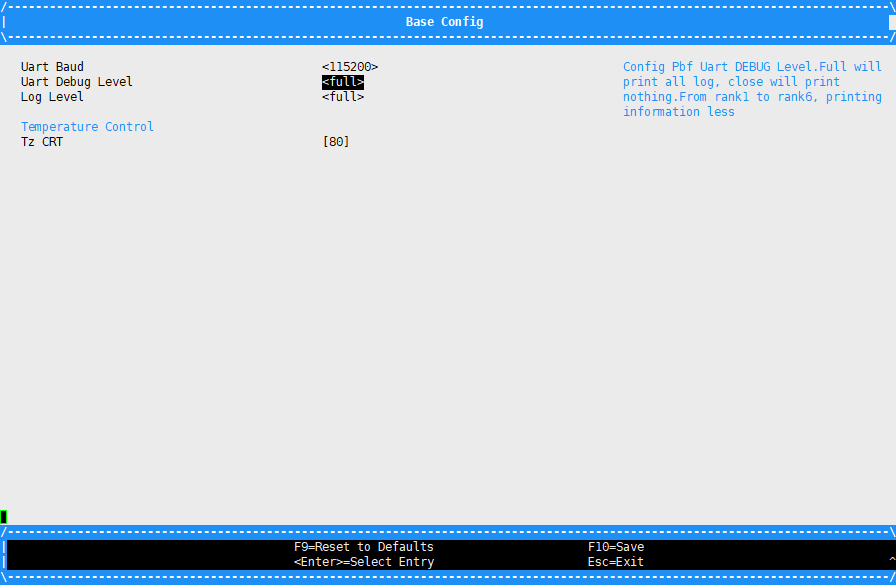 /------------------------------------------------------------------------------\
| Base Config
\------------------------------------------------------------------------------/
Uart Baud <115200> Config Pbf Uart DEBUG Level.Full will
Uart Debug Level <full> print all log, close will print
Log Level <full> nothing.From rank1 to rank6, printing
information less
Temperature Control
Tz CRT [80]
/------------------------------------------------------------------------------\
| F9=Reset to Defaults F10=Save
| <Enter>=Select Entry Esc=Exit ^
\------------------------------------------------------------------------------/